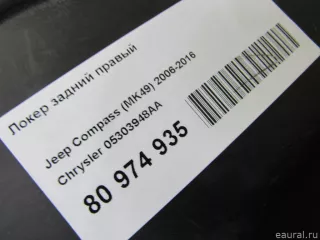 Локер задний правый
Jeep Compass (MK49) 2006-2016
Chrysler 05303948AA
80 974 935
eaural.ru